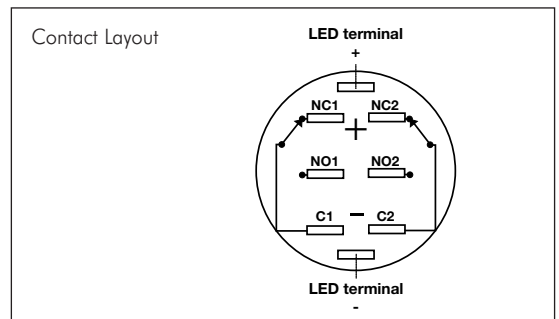 Contact Layout
LED terminal
+
NC1 NC2
+
NO1 NO2
−
C1 C2
LED terminal
-